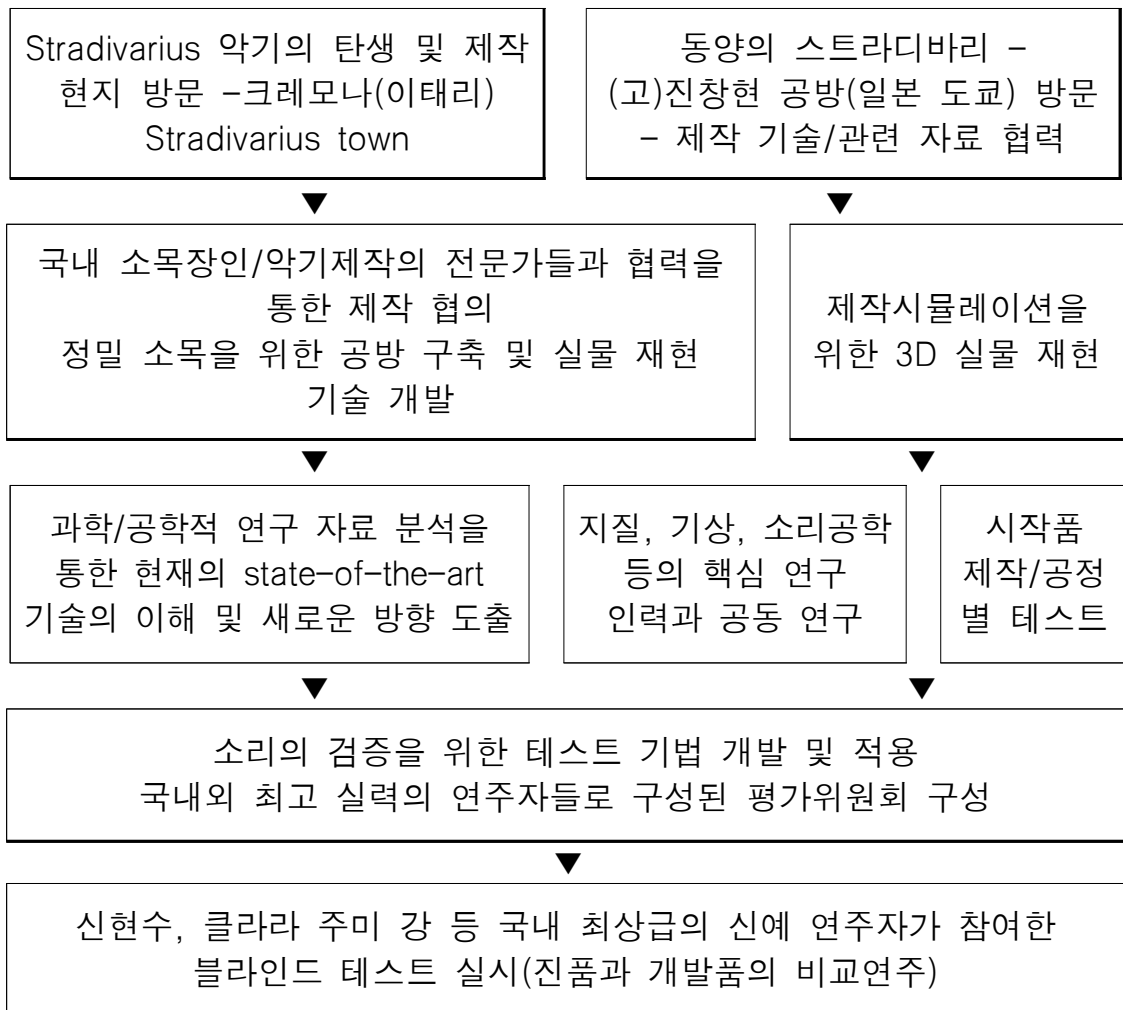 Stradivarius 악기의 탄생 및 제작
현지 방문 -크레모나(이태리)
Stradivarius town
동양의 스트라디바리 -
(고)진창현 공방(일본 도쿄) 방문
- 제작 기술/관련 자료 협력
▼
▼
국내 소목장인/악기제작의 전문가들과 협력을
통한 제작 협의
정밀 소목을 위한 공방 구축 및 실물 재현
기술 개발
제작시뮬레이션을
위한 3D 실물 재현
▼
▼
과학/공학적 연구 자료 분석을
통한 현재의 state-of-the-art
기술의 이해 및 새로운 방향 도출
지질, 기상, 소리공학
등의 핵심 연구
인력과 공동 연구
시작품
제작/공정
별 테스트
▼
▼
소리의 검증을 위한 테스트 기법 개발 및 적용
국내외 최고 실력의 연주자들로 구성된 평가위원회 구성
▼
신현수, 클라라 주미 강 등 국내 최상급의 신예 연주자가 참여한
블라인드 테스트 실시(진품과 개발품의 비교연주)